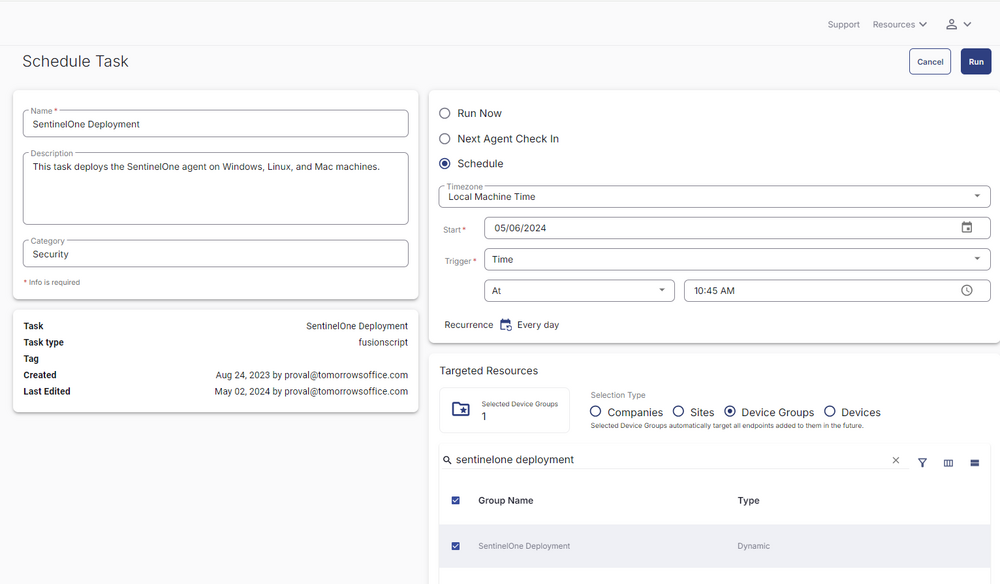 Support
Resources
Schedule Task
Cancel
Run
Name *
SentinelOne Deployment
Description
This task deploys the SentinelOne agent on Windows, Linux, and Mac machines.
Category
Security
* Info is required
Task SentinelOne Deployment
Task type fusionscript
Tag
Created Aug 24, 2023 by proval@tomorrowsoffice.com
Last Edited May 02, 2024 by proval@tomorrowsoffice.com
Run Now
Next Agent Check In
Schedule
Timezone
Local Machine Time
Start *
05/06/2024
Trigger *
Time
At
10:45 AM
Recurrence Every day
Targeted Resources
Selected Device Groups
1
Selection Type
Companies Sites Device Groups Devices
Selected Device Groups automatically target all endpoints added to them in the future.
sentinelone deployment
Group Name Type
SentinelOne Deployment Dynamic